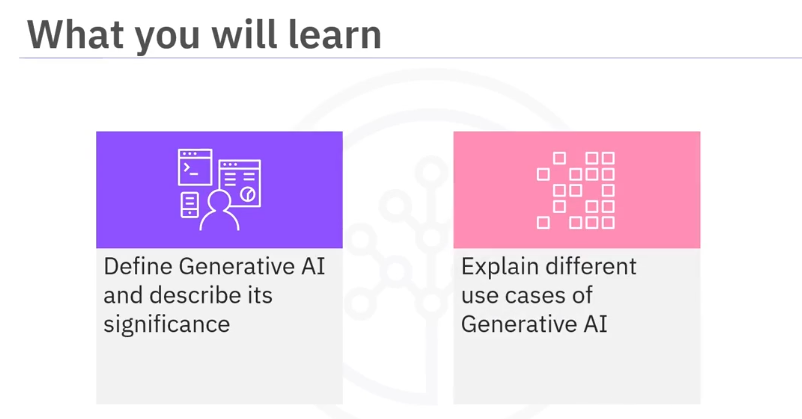 What you will learn
Define Generative AI
and describe its
significance
Explain different
use cases of
Generative AI